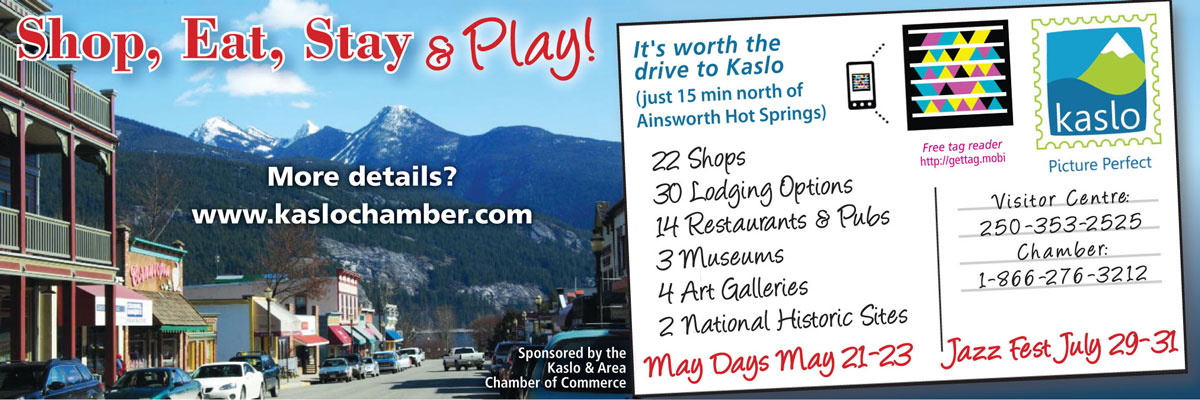 Shop, Eat, Stay & Play!
More details?
www.kaslochamber.com
Sponsored by the
Kaslo & Area
Chamber of Commerce
It's worth the
drive to Kaslo
(just 15 min north of
Ainsworth Hot Springs)
22 Shops
30 Lodging Options
14 Restaurants & Pubs
3 Museums
4 Art Galleries
2 National Historic Sites
May Days May 21-23
Free tag reader
http://gettag.mobi
kaslo
Picture Perfect
Visitor Centre:
250-353-2525
Chamber:
1-866-276-3212
Jazz Fest July 29-31